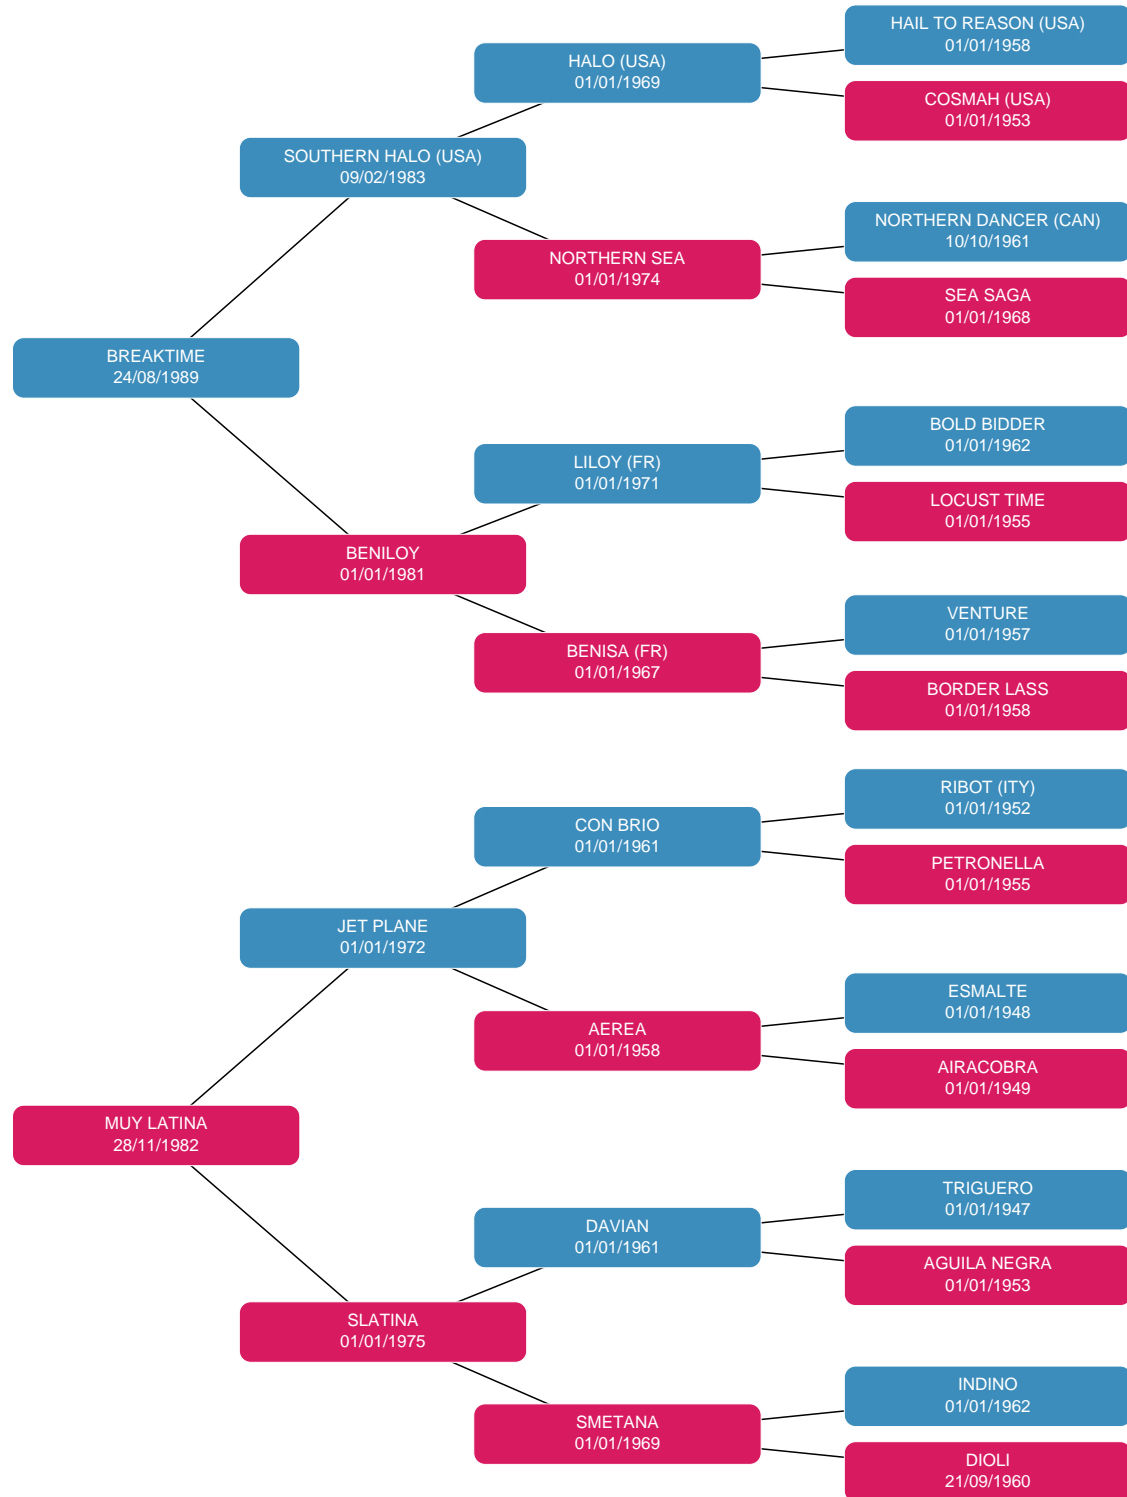 HAIL TO REASON (USA)
01/01/1958
HALO (USA)
01/01/1969
COSMAH (USA)
01/01/1953
SOUTHERN HALO (USA)
09/02/1983
NORTHERN DANCER (CAN)
10/10/1961
NORTHERN SEA
01/01/1974
SEA SAGA
01/01/1968
BREAKTIME
24/08/1989
BOLD BIDDER
01/01/1962
LILOY (FR)
01/01/1971
LOCUST TIME
01/01/1955
BENILOY
01/01/1981
VENTURE
01/01/1957
BENISA (FR)
01/01/1967
BORDER LASS
01/01/1958
RIBOT (ITY)
01/01/1952
CON BRIO
01/01/1961
PETRONELLA
01/01/1955
JET PLANE
01/01/1972
ESMALTE
01/01/1948
AEREA
01/01/1958
AIRACOBRA
01/01/1949
MUY LATINA
28/11/1982
TRIGUERO
01/01/1947
DAVIAN
01/01/1961
AGUILA NEGRA
01/01/1953
SLATINA
01/01/1975
INDINO
01/01/1962
SMETANA
01/01/1969
DIOLI
21/09/1960